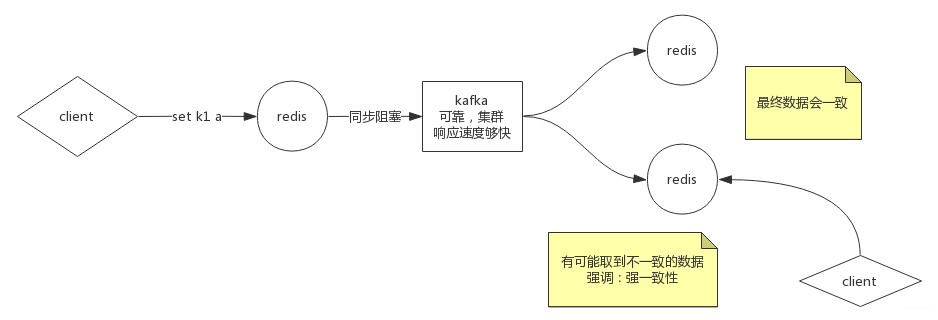 client
set k1 a
redis
同步阻塞
kafka
可靠，集群
响应速度够快
redis
redis
最终数据会一致
有可能取到不一致的数据
强调：强一致性
client